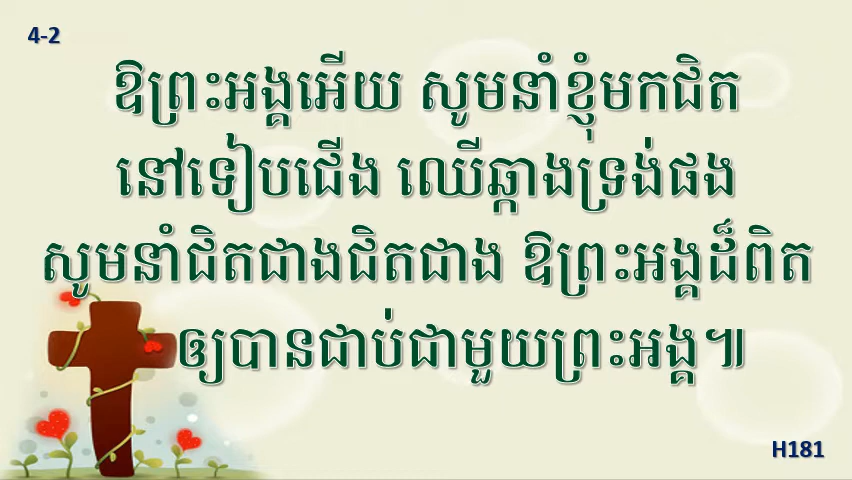 4-2
ឱព្រះអង្គអើយ សូមនាំខ្ញុំមកជិត
នៅទៀបជើង ឈើឆ្កាងទ្រង់ផង
សូមនាំជិតជាងជិតជាង ឱព្រះអង្គដ៏ពិត
ឲ្យបានជាប់ជាមួយព្រះអង្គ៕
H181